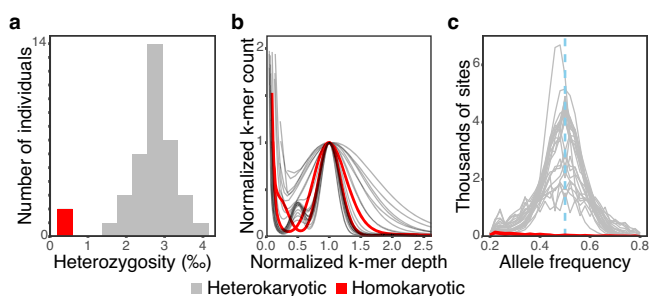 a
b
c
Number of individuals
14
0
0
1
2
3
4
Heterozygosity (‰)
Normalized k-mer count
2
1
0
0.0
0.5
1.0
1.5
2.0
2.5
Normalized k-mer depth
Thousands of sites
6
4
2
0
0.2
0.4
0.6
0.8
Allele frequency
Heterokaryotic
Homokaryotic